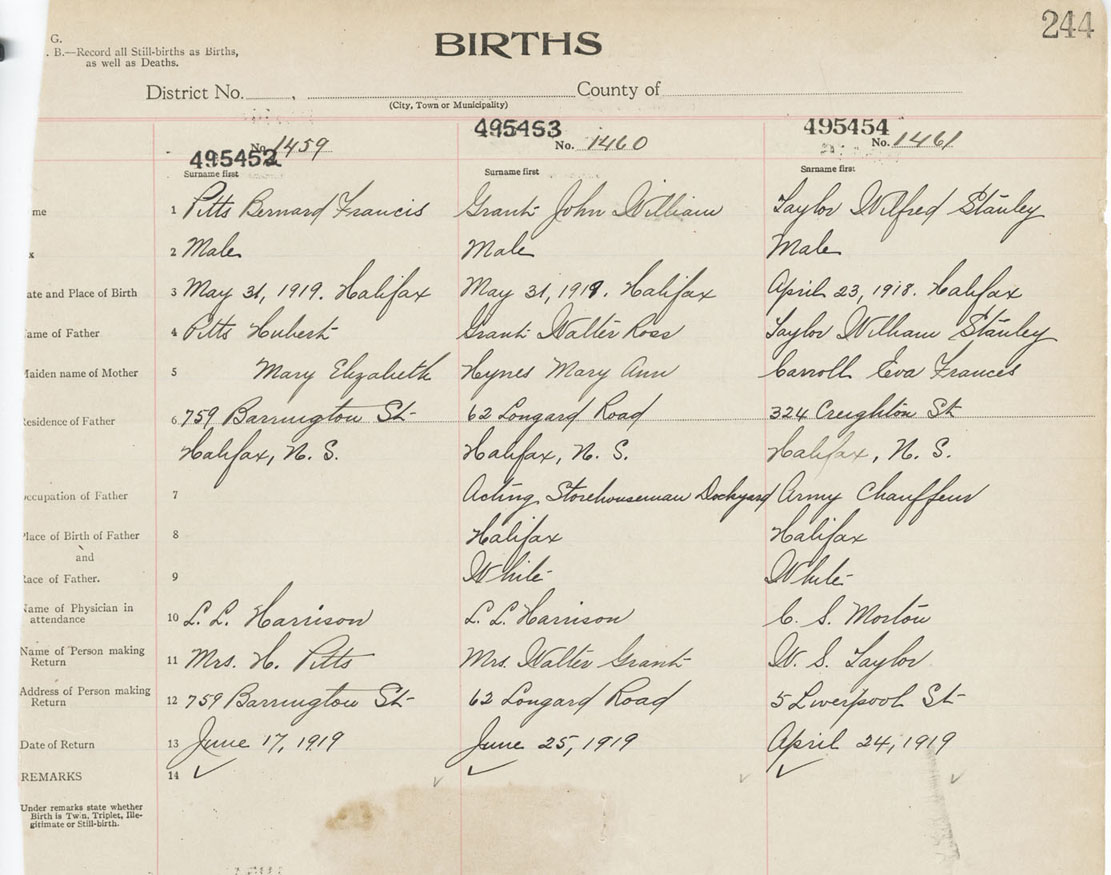 244
G.
. B.—Record all Still-births as Births,
as well as Deaths.
BIRTHS
District No. , County of
(City, Town or Municipality)
495452 No. 1459 495453 No. 1460 495454 No. 1461
Surname first Surname first Surname first
me 1 Pitts Bernard Francis Grant John William Taylor Wilfred Stanley
x 2 Male Male Male
ate and Place of Birth 3 May 31, 1919. Halifax May 31, 1919. Halifax April 23, 1918. Halifax
ame of Father 4 Pitts Hubert Grant Walter Ross Taylor William Stanley
Maiden name of Mother 5 Mary Elizabeth Hynes Mary Ann Carroll Eva Frances
Residence of Father 6 759 Barrington St 62 Longard Road 324 Creighton St
Halifax, N. S. Halifax, N. S. Halifax, N. S.
ccupation of Father 7 Acting Storehouseman Dockyard Army Chauffeur
Place of Birth of Father 8 Halifax Halifax
and
Race of Father. 9 White White
Name of Physician in
attendance 10 L. L. Harrison L. L. Harrison C. S. Morton
Name of Person making
Return 11 Mrs. H. Pitts Mrs. Walter Grant W. S. Taylor
Address of Person making
Return 12 759 Barrington St 62 Longard Road 5 Liverpool St
Date of Return 13 June 17, 1919 June 25, 1919 April 24, 1919
REMARKS 14 ✓ ✓ ✓ ✓ ✓ ✓
Under remarks state whether
Birth is Twin, Triplet, Ille-
gitimate or Still-birth.